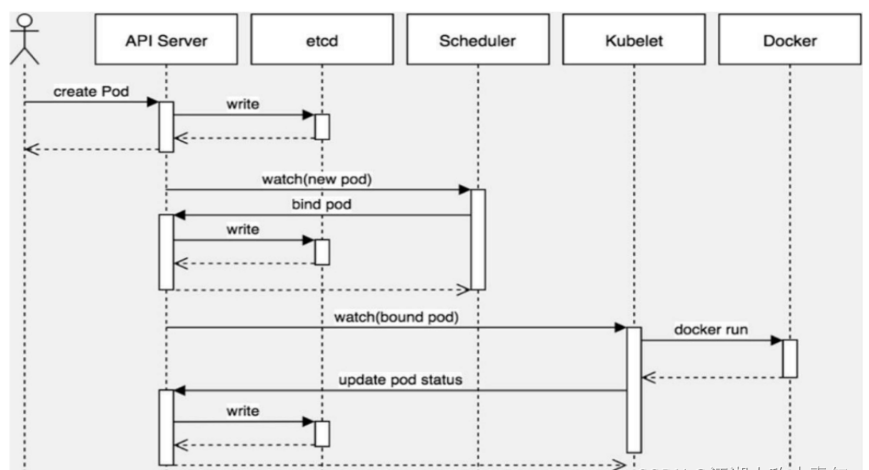 API Server
etcd
Scheduler
Kubelet
Docker
create Pod
write
watch(new pod)
bind pod
write
watch(bound pod)
docker run
update pod status
write